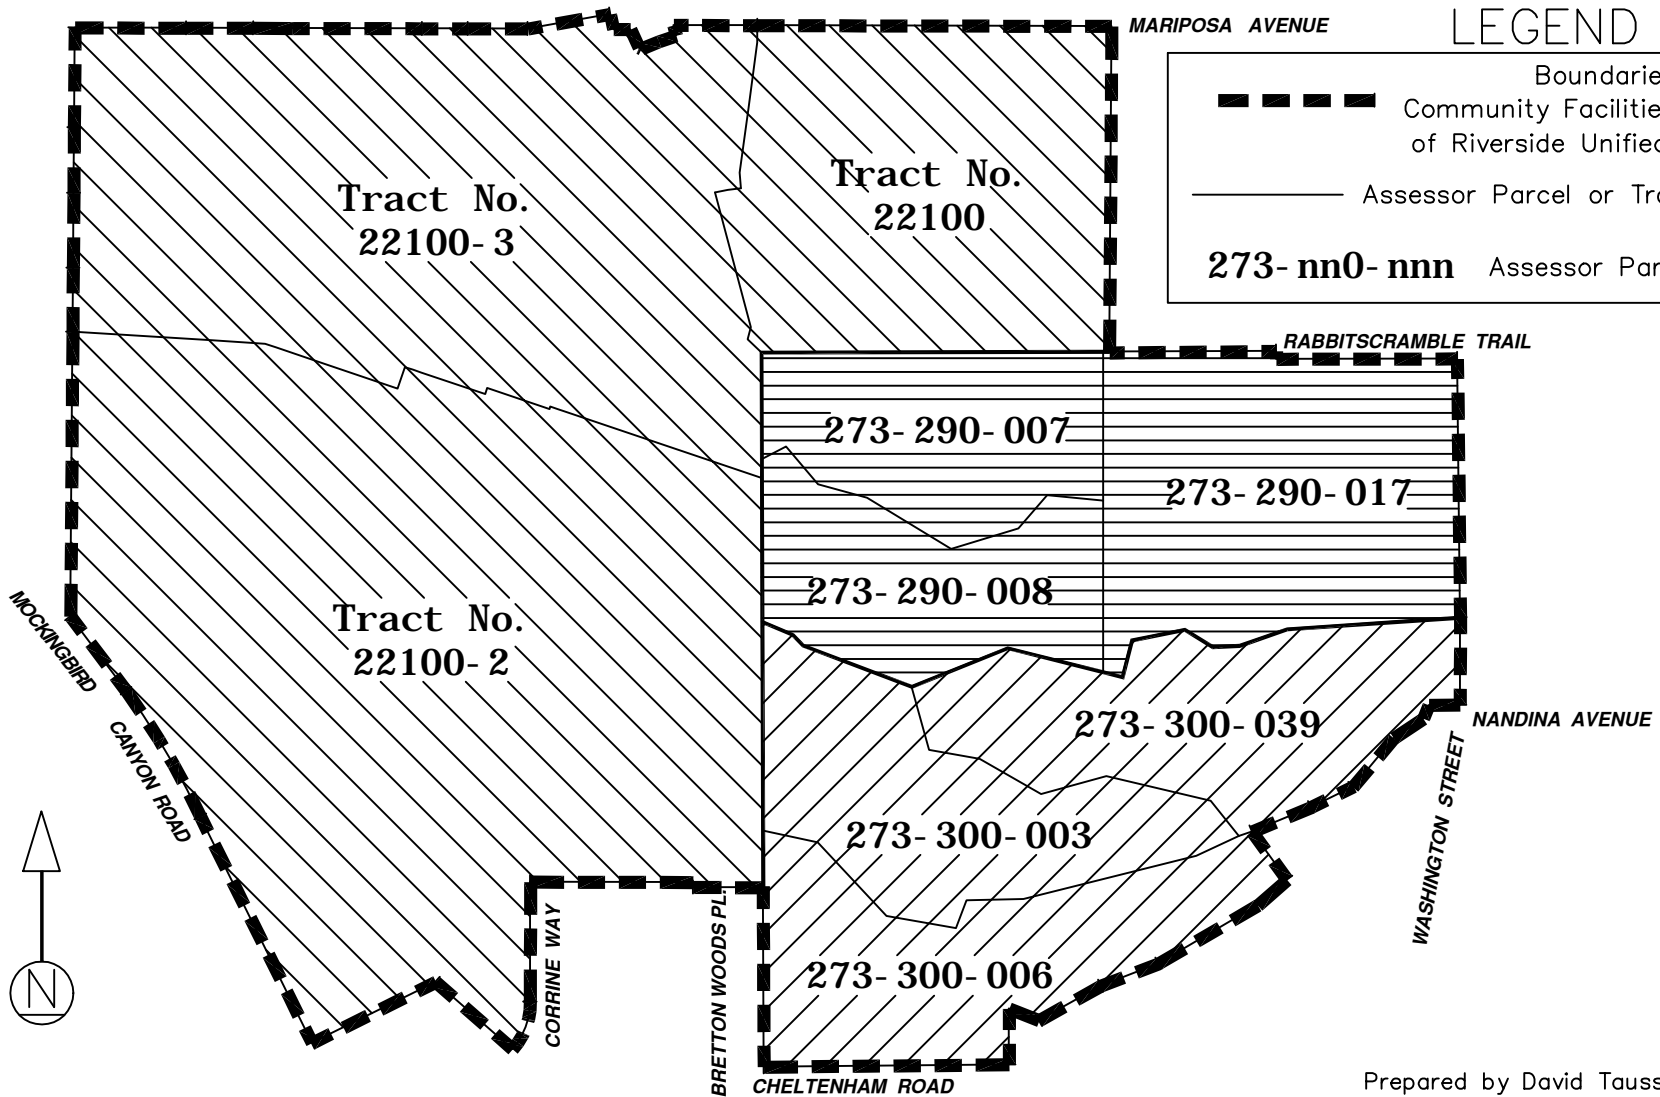 MARIPOSA AVENUE
LEGEND
Boundarie
Community Facilitie
of Riverside Unified
Assessor Parcel or Tra
273-nn0-nnn Assessor Par
Tract No.
22100-3
Tract No.
22100
RABBITSCRAMBLE TRAIL
273-290-007
273-290-017
273-290-008
Tract No.
22100-2
MOCKINGBIRD
CANYON ROAD
273-300-039
NANDINA AVENUE
WASHINGTON STREET
273-300-003
273-300-006
CORRINE WAY
BRETTON WOODS PL.
CHELTENHAM ROAD
N
Prepared by David Tauss